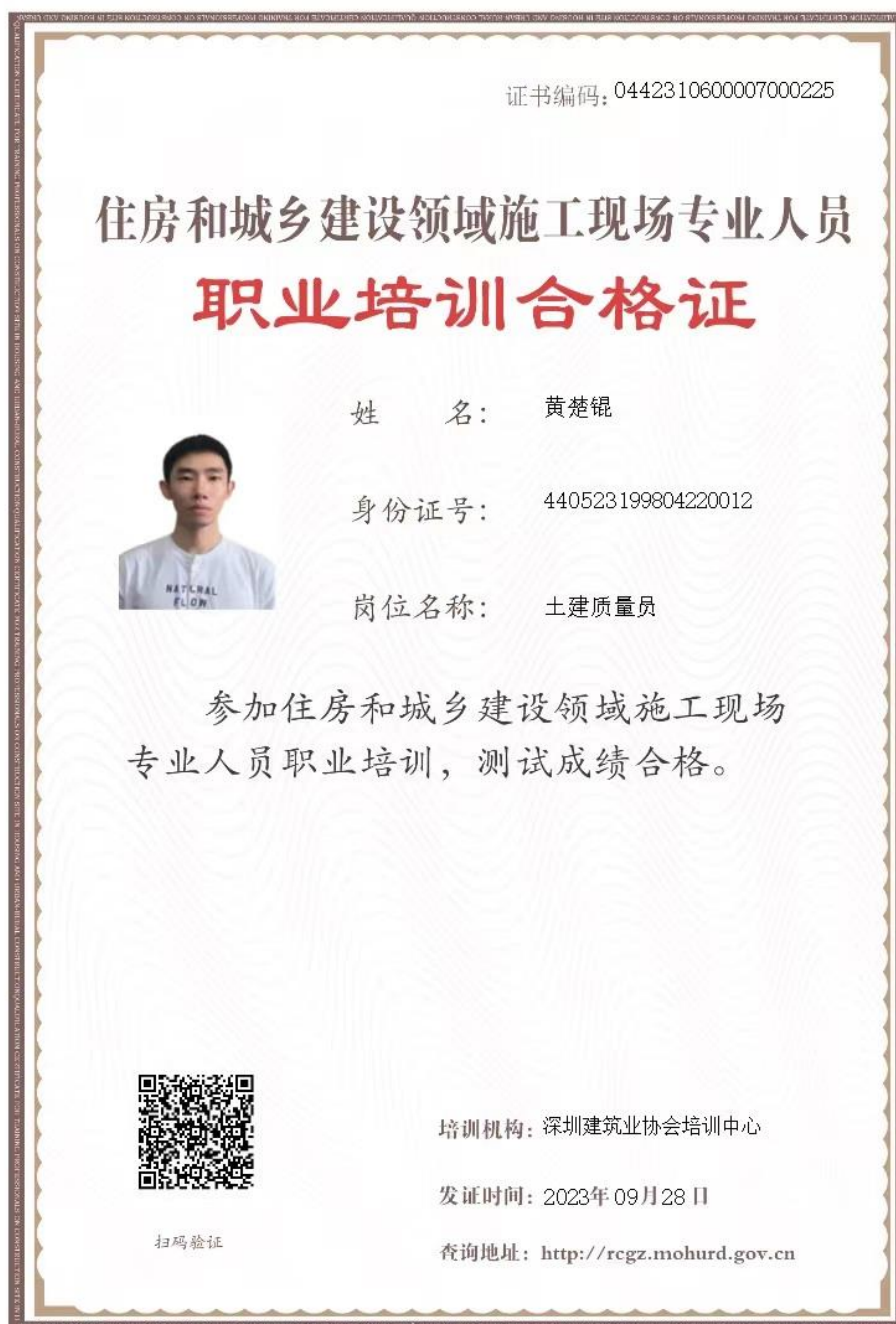 证书编码: 0442310600007000225
住房和城乡建设领域施工现场专业人员
职业培训合格证
姓 名: 黄楚锟
身份证号: 440523199804220012
岗位名称: 土建质量员
NATURAL
FLOW
参加住房和城乡建设领域施工现场
专业人员职业培训，测试成绩合格。
扫码验证
培训机构: 深圳建筑业协会培训中心
发证时间: 2023年09月28日
查询地址: http://rcgz.mohurd.gov.cn